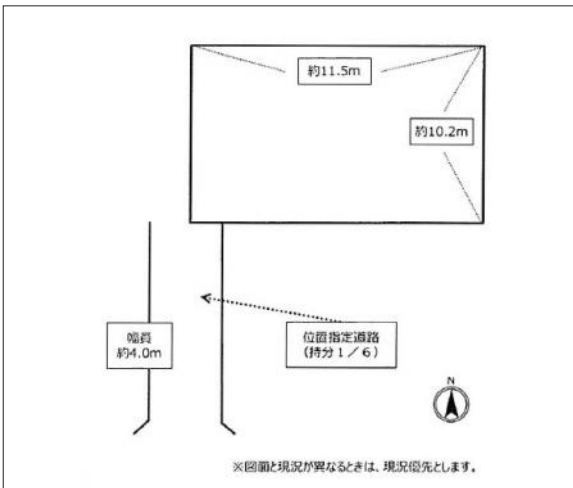 約11.5m
約10.2m
幅員
約4.0m
位置指定道路
(持分1/6)
N
※図面と現況が異なるときは、現況優先とします。